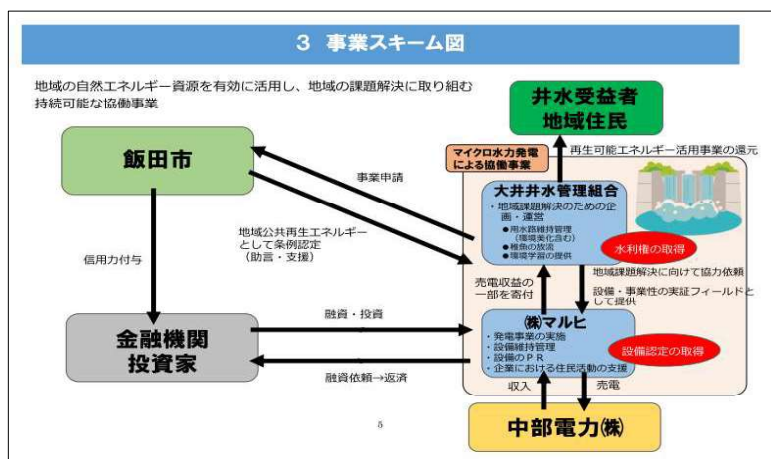 3 事業スキーム図
地域の自然エネルギー資源を有効に活用し、地域の課題解決に取り組む
持続可能な協働事業
井水受益者
地域住民
飯田市
マイクロ水力発電
による協働事業
再生可能エネルギー活用事業の還元
事業申請
大井井水管理組合
・地域課題解決のための企
画・運営
●用水路維持管理
(環境美化含む)
●稚魚の放流
●環境学習の提供
水利権の取得
地域公共再生エネルギー
として条例認定
(助言・支援)
信用力付与
売電収益の
一部を寄付
地域課題解決に向けて協力依頼
設備・事業性の実証フィールドと
して提供
金融機関
投資家
融資・投資
㈱マルヒ
・発電事業の実施
・設備維持管理
・設備のPR
・企業における住民活動の支援
設備認定の取得
融資依頼→返済
収入
売電
中部電力㈱
5